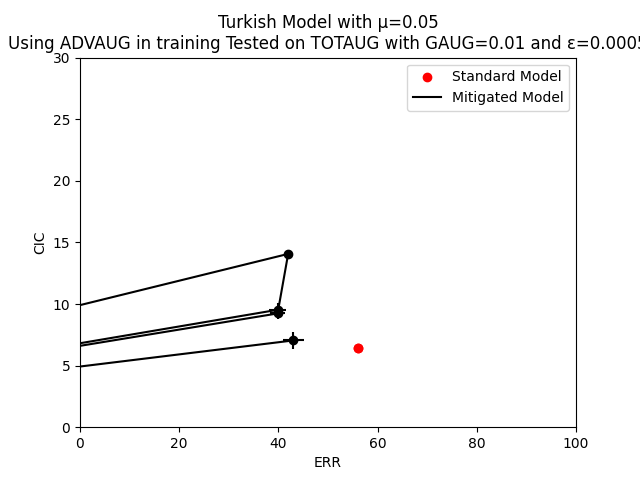 Turkish Model with μ=0.05
Using ADVAUG in training Tested on TOTAUG with GAUG=0.01 and ε=0.0005
Standard Model
Mitigated Model
30
25
20
15
10
5
0
CIC
0 20 40 60 80 100
ERR